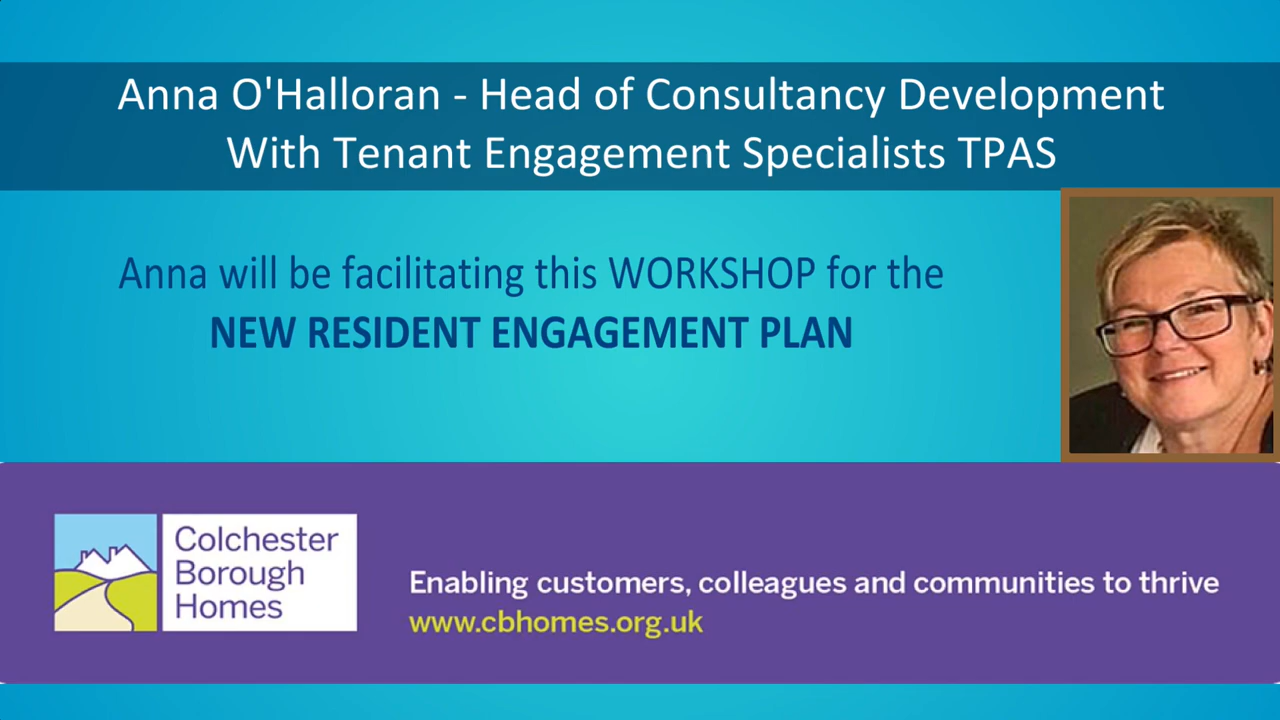 Anna O'Halloran - Head of Consultancy Development
With Tenant Engagement Specialists TPAS
Anna will be facilitating this WORKSHOP for the
NEW RESIDENT ENGAGEMENT PLAN
Colchester
Borough
Homes
Enabling customers, colleagues and communities to thrive
www.cbhomes.org.uk